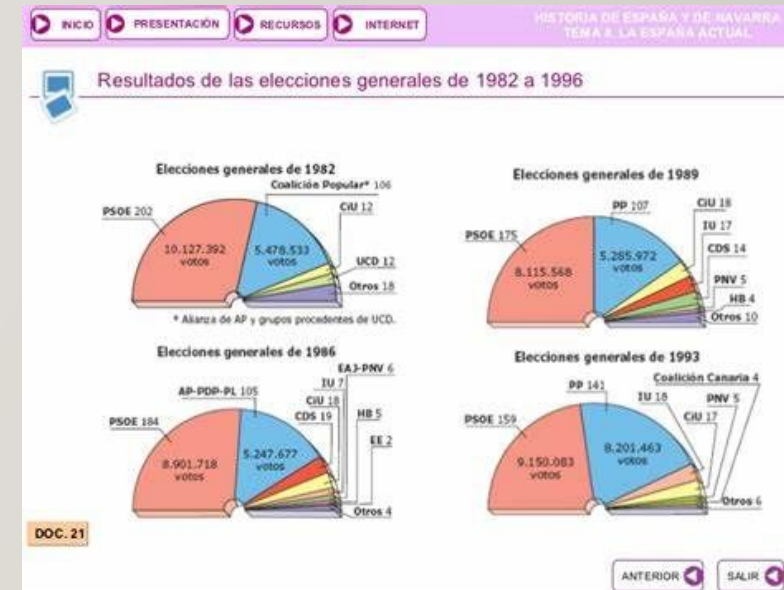 INICIO
PRESENTACIÓN
RECURSOS
INTERNET
HISTORIA DE ESPAÑA Y DE NAVARRA
TEMA 8. LA ESPAÑA ACTUAL
Resultados de las elecciones generales de 1982 a 1996
Elecciones generales de 1982
Coalición Popular* 106
CiU 12
PSOE 202
10.127.392
votos
5.478.533
votos
UCD 12
Otros 18
* Alianza de AP y grupos procedentes de UCD.
Elecciones generales de 1989
PP 107
CiU 18
IU 17
PSOE 175
CDS 14
5.285.972
votos
8.115.568
votos
PNV 5
HB 4
Otros 10
Elecciones generales de 1986
EAJ-PNV 6
IU 7
AP-PDP-PL 105
CiU 18
CDS 19
HB 5
PSOE 184
EE 2
5.247.677
votos
8.901.718
votos
Otros 4
Elecciones generales de 1993
Coalición Canaria 4
PP 141
IU 18
PNV 5
CiU 17
PSOE 159
8.201.463
votos
9.150.083
votos
Otros 6
DOC. 21
ANTERIOR
SALIR